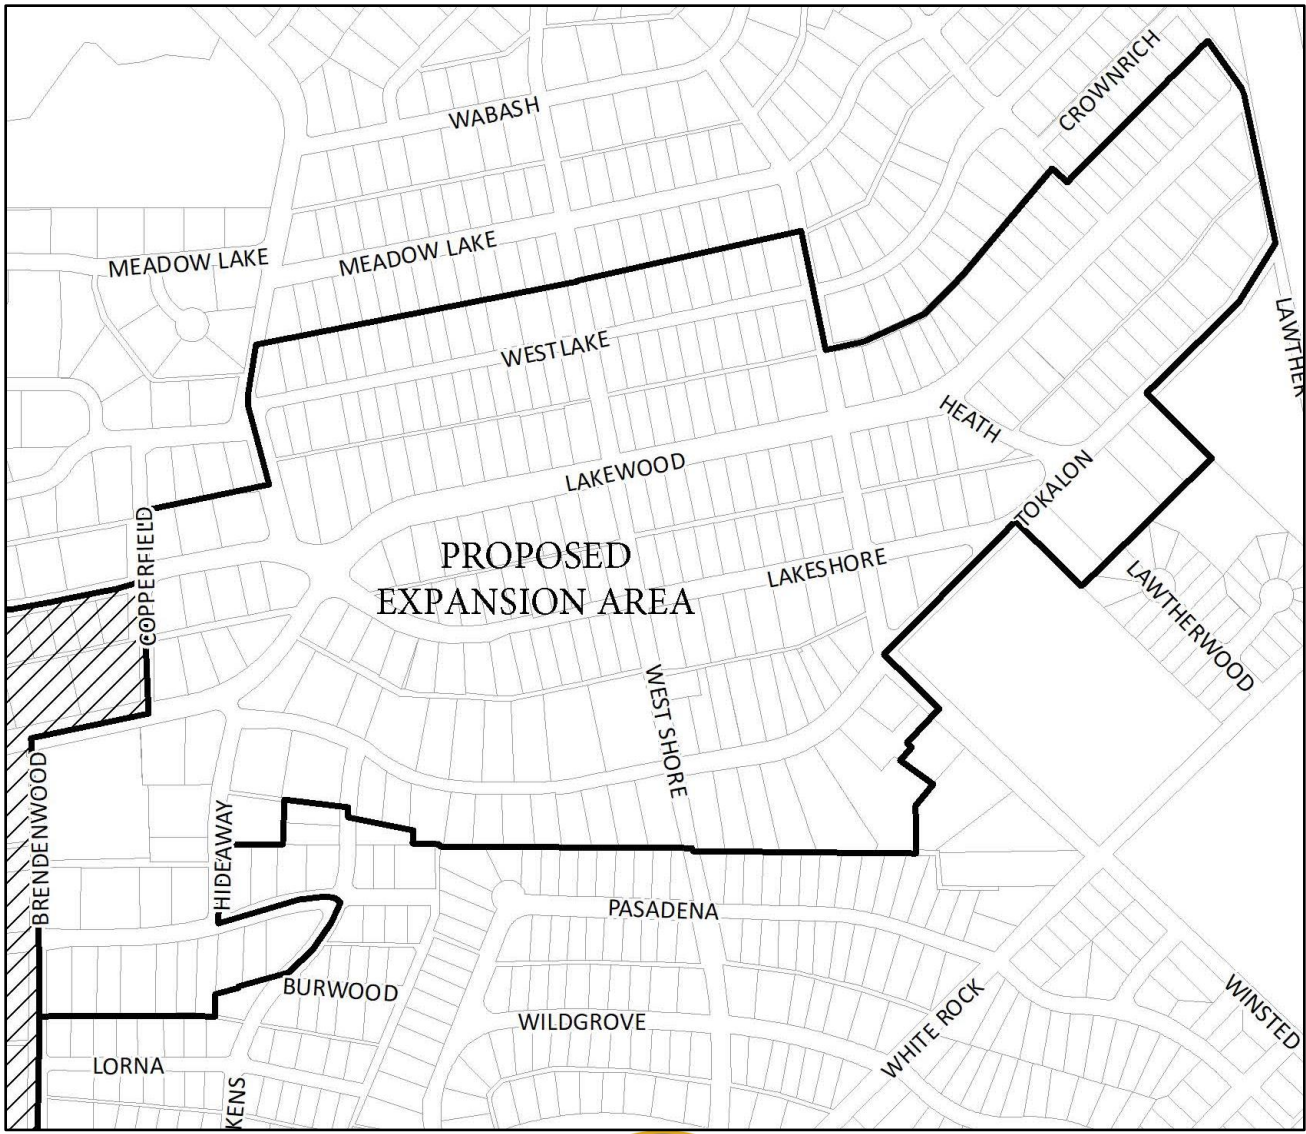 CROWNRICH
WABASH
MEADOW LAKE
MEADOW LAKE
LAWTHER
WESTLAKE
HEATH
LAKEWOOD
TOKALON
COPPERFIELD
PROPOSED
EXPANSION AREA
LAKESHORE
LAWTHERWOOD
WEST SHORE
BRENDENWOOD
HIDEAWAY
PASADENA
BURWOOD
WILDGROVE
WHITE ROCK
WINSTED
LORNA
KENS